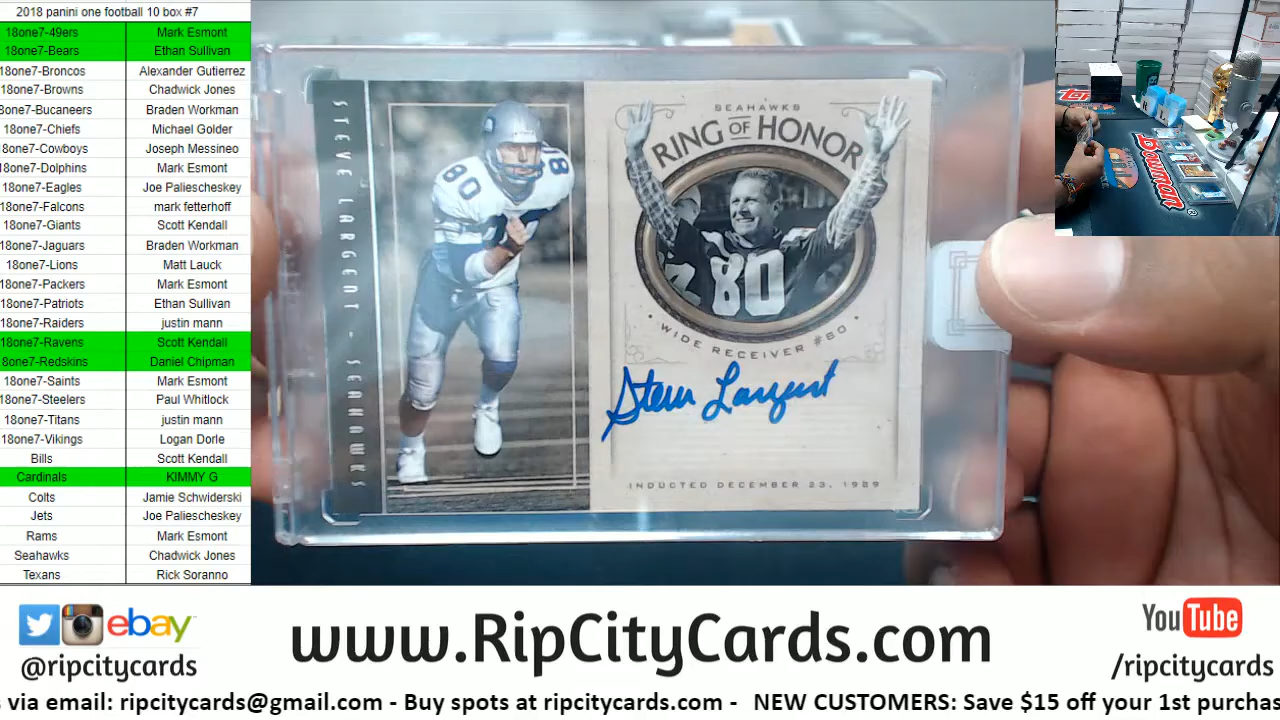 2018 panini one football 10 box #7
18one7-49ers Mark Esmont
18one7-Bears Ethan Sullivan
18one7-Broncos Alexander Gutierrez
18one7-Browns Chadwick Jones
8one7-Bucaneers Braden Workman
18one7-Chiefs Michael Golder
18one7-Cowboys Joseph Messineo
18one7-Dolphins Mark Esmont
18one7-Eagles Joe Paliescheskey
18one7-Falcons mark fetterhoff
18one7-Giants Scott Kendall
18one7-Jaguars Braden Workman
18one7-Lions Matt Lauck
18one7-Packers Mark Esmont
18one7-Patriots Ethan Sullivan
18one7-Raiders justin mann
18one7-Ravens Scott Kendall
8one7-Redskins Daniel Chipman
18one7-Saints Mark Esmont
18one7-Steelers Paul Whitlock
18one7-Titans justin mann
18one7-Vikings Logan Dorle
Bills Scott Kendall
Cardinals KIMMY G
Colts Jamie Schwiderski
Jets Joe Paliescheskey
Rams Mark Esmont
Seahawks Chadwick Jones
Texans Rick Soranno
STEVE LARGENT - SEAHAWKS
80
SEAHAWKS
RING OF HONOR
80
• WIDE RECEIVER #80 •
Steve Largent
INDUCTED DECEMBER 23, 1989
Bowman
ebay
@ripcitycards
www.RipCityCards.com
YouTube
/ripcitycards
s via email: ripcitycards@gmail.com - Buy spots at ripcitycards.com - NEW CUSTOMERS: Save $15 off your 1st purchas